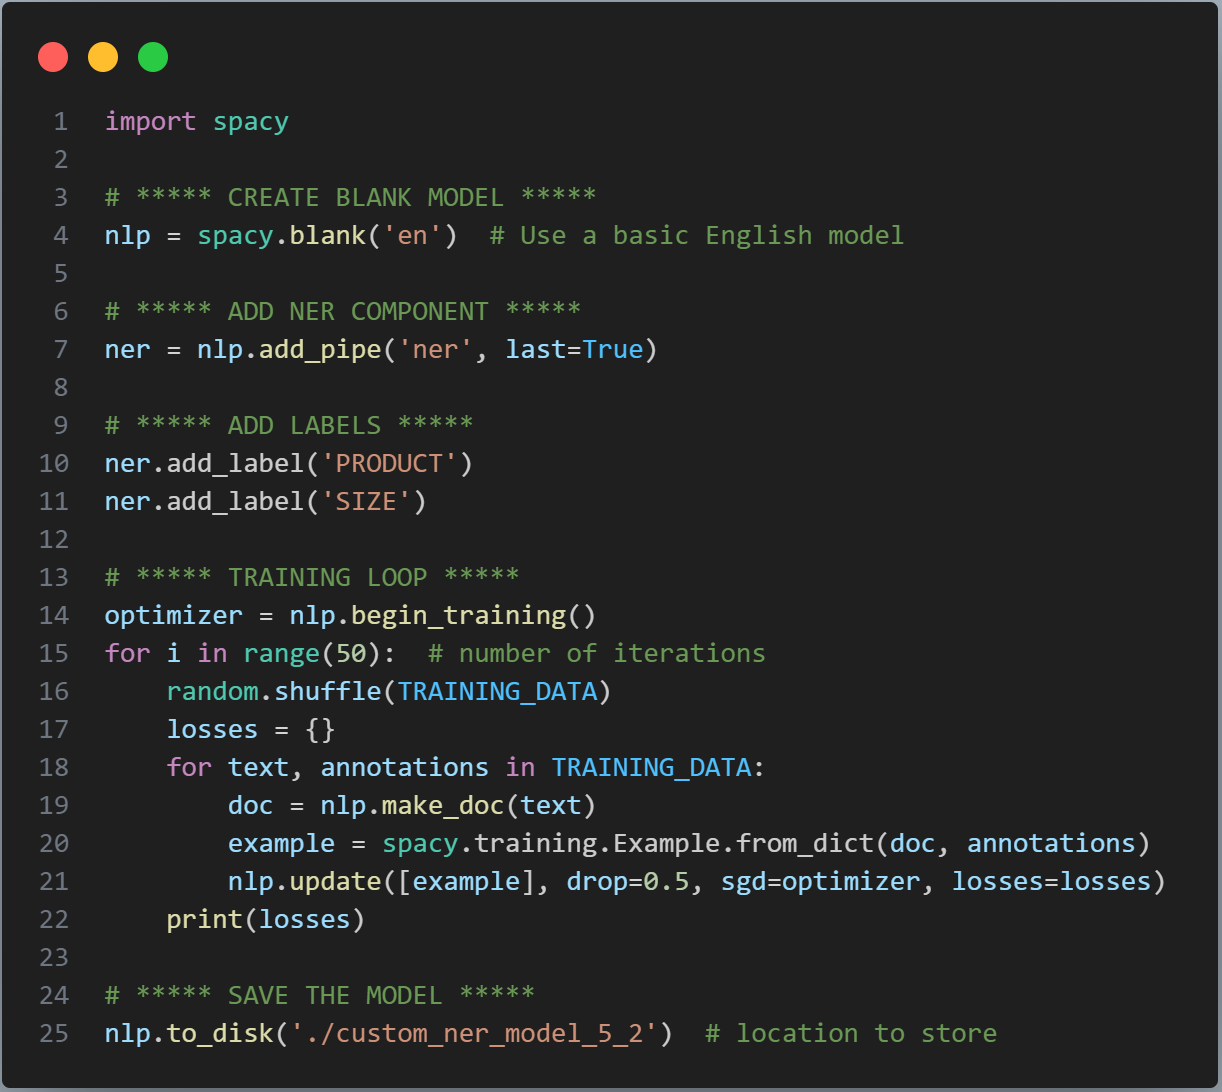 1 import spacy
2
3 # ***** CREATE BLANK MODEL *****
4 nlp = spacy.blank('en')  # Use a basic English model
5
6 # ***** ADD NER COMPONENT *****
7 ner = nlp.add_pipe('ner', last=True)
8
9 # ***** ADD LABELS *****
10 ner.add_label('PRODUCT')
11 ner.add_label('SIZE')
12
13 # ***** TRAINING LOOP *****
14 optimizer = nlp.begin_training()
15 for i in range(50):  # number of iterations
16     random.shuffle(TRAINING_DATA)
17     losses = {}
18     for text, annotations in TRAINING_DATA:
19         doc = nlp.make_doc(text)
20         example = spacy.training.Example.from_dict(doc, annotations)
21         nlp.update([example], drop=0.5, sgd=optimizer, losses=losses)
22     print(losses)
23
24 # ***** SAVE THE MODEL *****
25 nlp.to_disk('./custom_ner_model_5_2')  # location to store